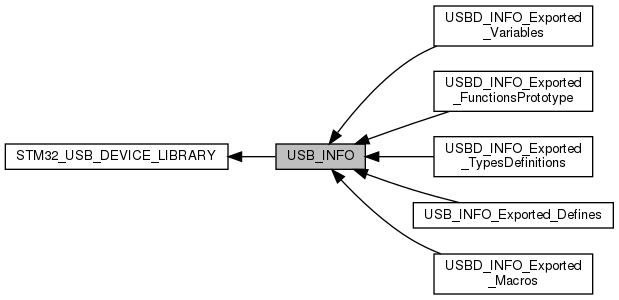 USBD_INFO_Exported
_Variables
USBD_INFO_Exported
_FunctionsPrototype
STM32_USB_DEVICE_LIBRARY
USB_INFO
USBD_INFO_Exported
_TypesDefinitions
USB_INFO_Exported_Defines
USBD_INFO_Exported
_Macros